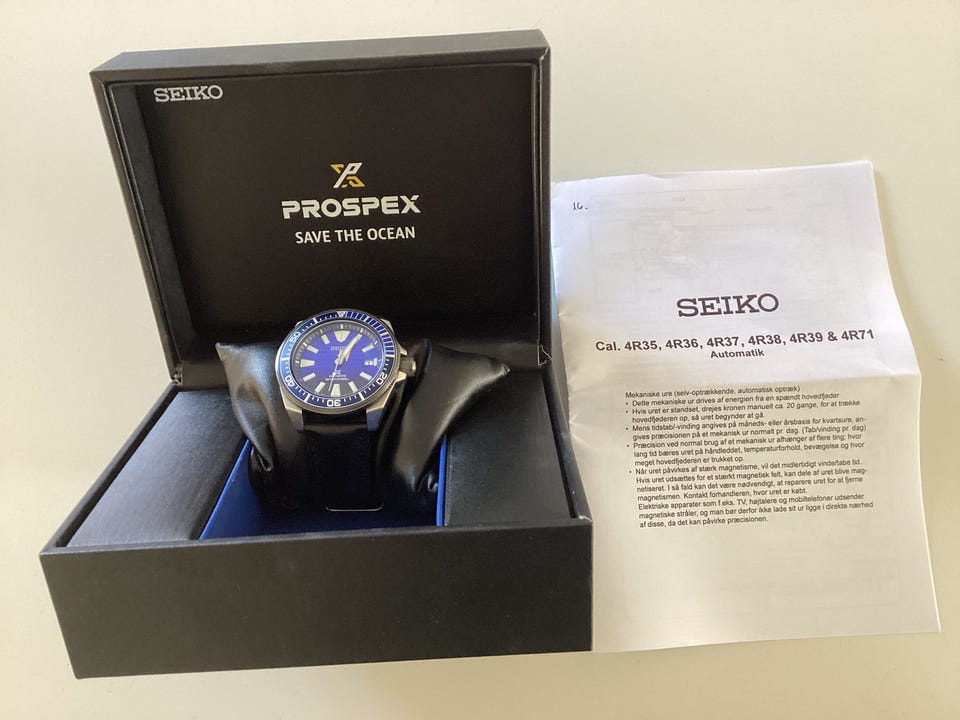 SEIKO
PROSPEX
SAVE THE OCEAN
SEIKO
50
20
30
40
16.
SEIKO
Cal. 4R35, 4R36, 4R37, 4R38, 4R39 & 4R71
Automatik
Mekaniske ure (selv-optrækkende, automatisk optræk)
• Dette mekaniske ur drives af energien fra en spændt hovedfjeder
• Hvis uret er standset, drejes kronen manuelt ca. 20 gange, for at trække
hovedfjederen op, så uret begynder at gå.
• Mens tidstab/-vinding angives på måneds- eller årsbasis for kvartsure, an-
gives præcisionen på et mekanisk ur normalt pr. dag. (Tab/vinding pr. dag)
• Præcision ved normal brug af et mekanisk ur afhænger af flere ting; hvor
lang tid bæres uret på håndleddet, temperaturforhold, bevægelse og hvor
meget hovedfjederen er trukket op.
• Når uret påvirkes af stærk magnetisme, vil det midlertidigt vinde/tabe tid.
Hvis uret udsættes for et stærkt magnetisk felt, kan dele af uret blive mag-
netiseret. I så fald kan det være nødvendigt, at reparere uret for at fjerne
magnetismen. Kontakt forhandleren, hvor uret er købt.
Elektriske apparater som f.eks. TV, højtalere og mobiltelefoner udsender
magnetiske stråler, og man bør derfor ikke lade sit ur ligge i direkte nærhed
af disse, da det kan påvirke præcisionen.